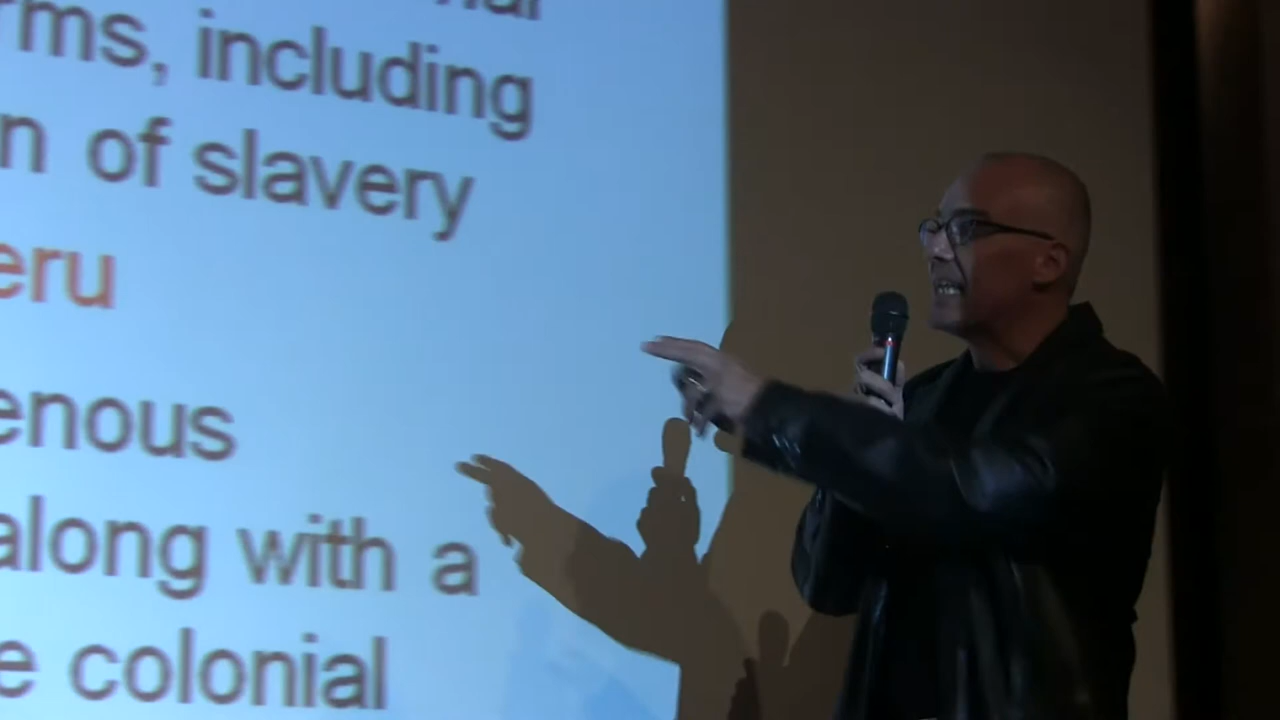 rms, including
n of slavery
eru
enous
along with a
e colonial